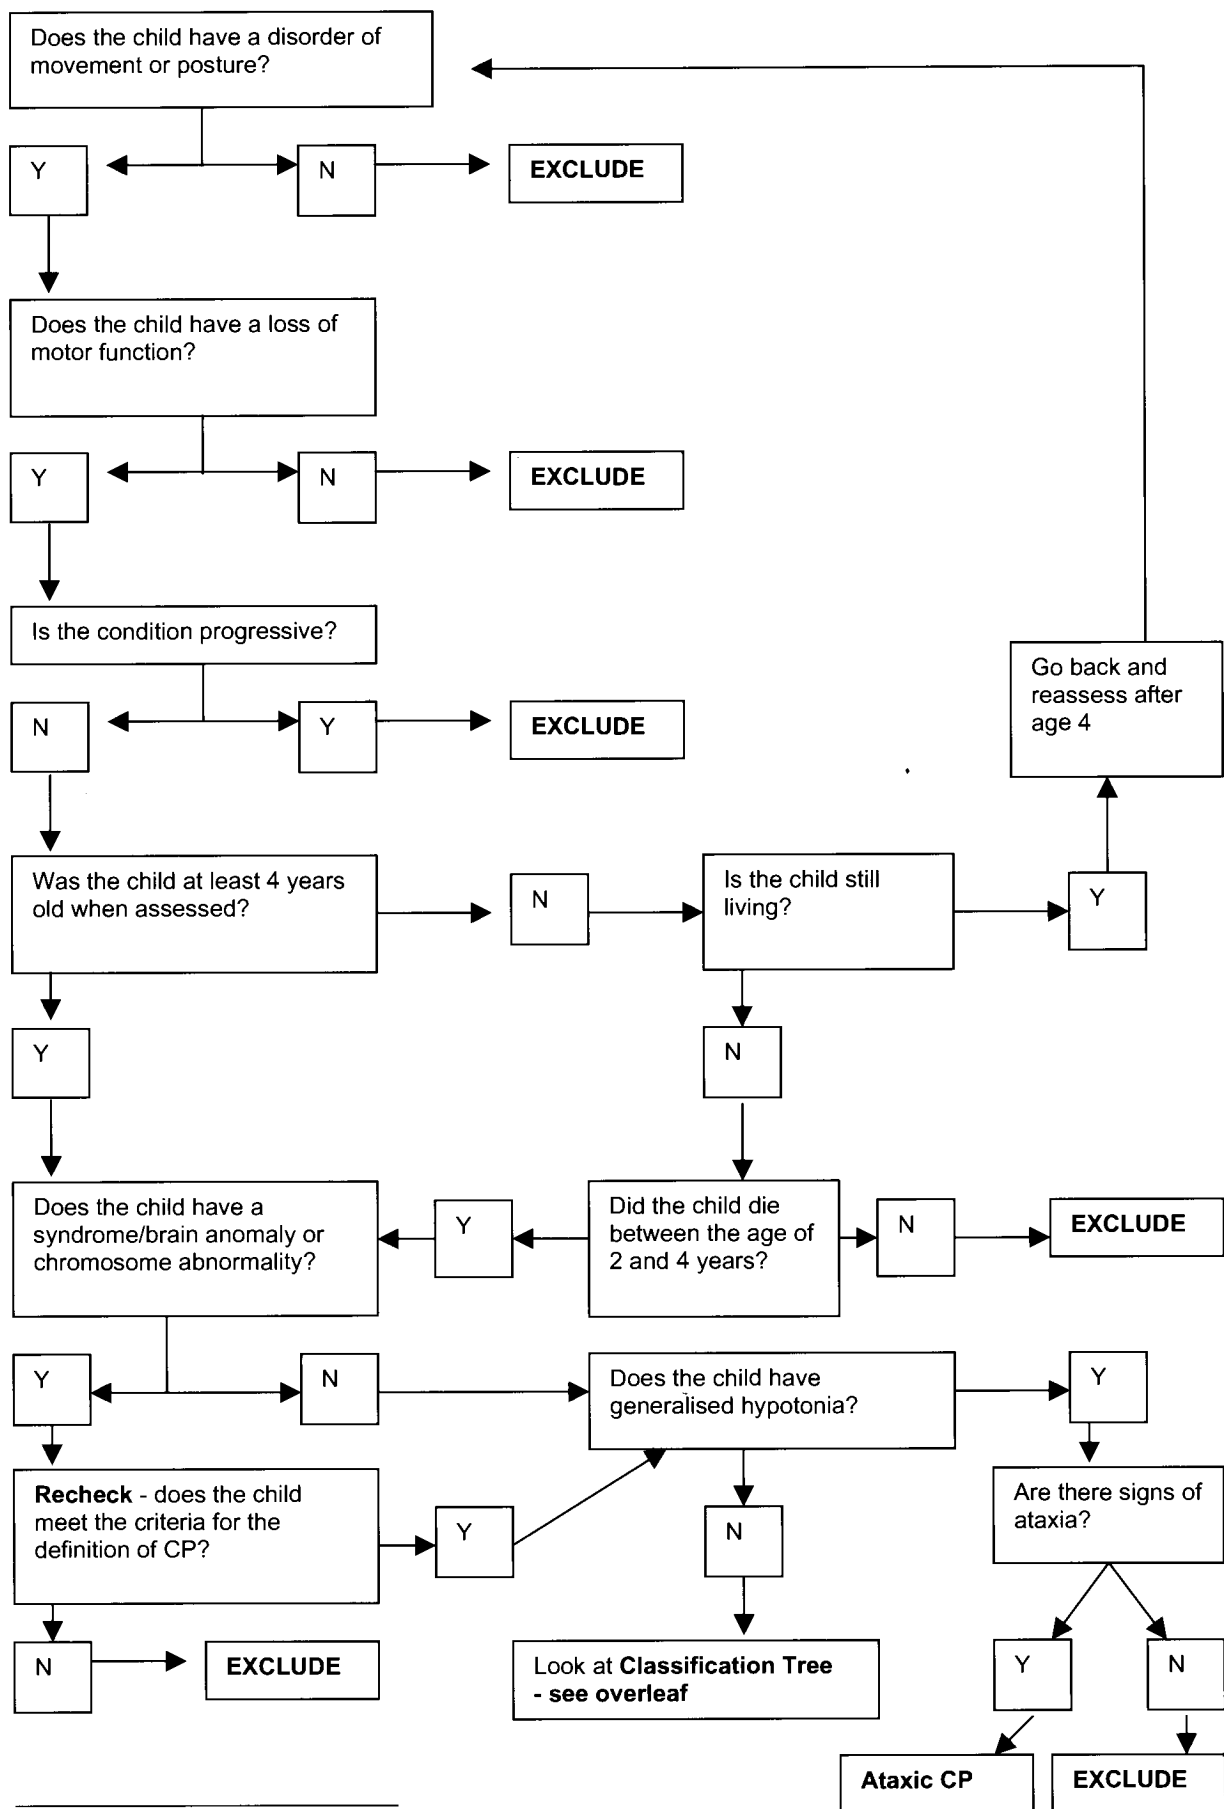 Does the child have a disorder of
movement or posture?
Y
N
EXCLUDE
Does the child have a loss of
motor function?
Y
N
EXCLUDE
Is the condition progressive?
N
Y
EXCLUDE
Go back and
reassess after
age 4
Was the child at least 4 years
old when assessed?
N
Is the child still
living?
Y
Y
N
Does the child have a
syndrome/brain anomaly or
chromosome abnormality?
Y
Did the child die
between the age of
2 and 4 years?
N
EXCLUDE
Y
N
Does the child have
generalised hypotonia?
Y
Recheck - does the child
meet the criteria for the
definition of CP?
Y
N
Are there signs of
ataxia?
N
EXCLUDE
Look at Classification Tree
- see overleaf
Y
N
Ataxic CP
EXCLUDE